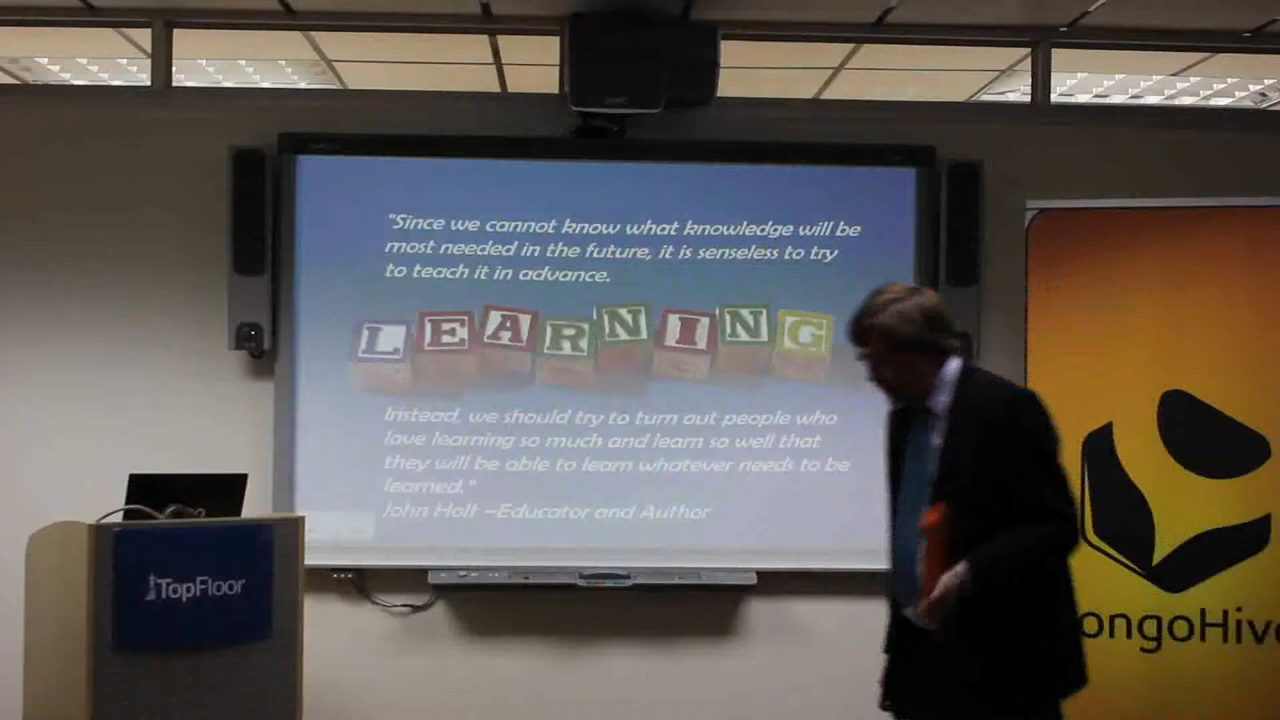 "Since we cannot know what knowledge will be
most needed in the future, it is senseless to try
to teach it in advance.
LEARNING
Instead, we should try to turn out people who
love learning so much and learn so well that
they will be able to learn whatever needs to be
learned."
John Holt –Educator and Author
TopFloor
ongoHiv